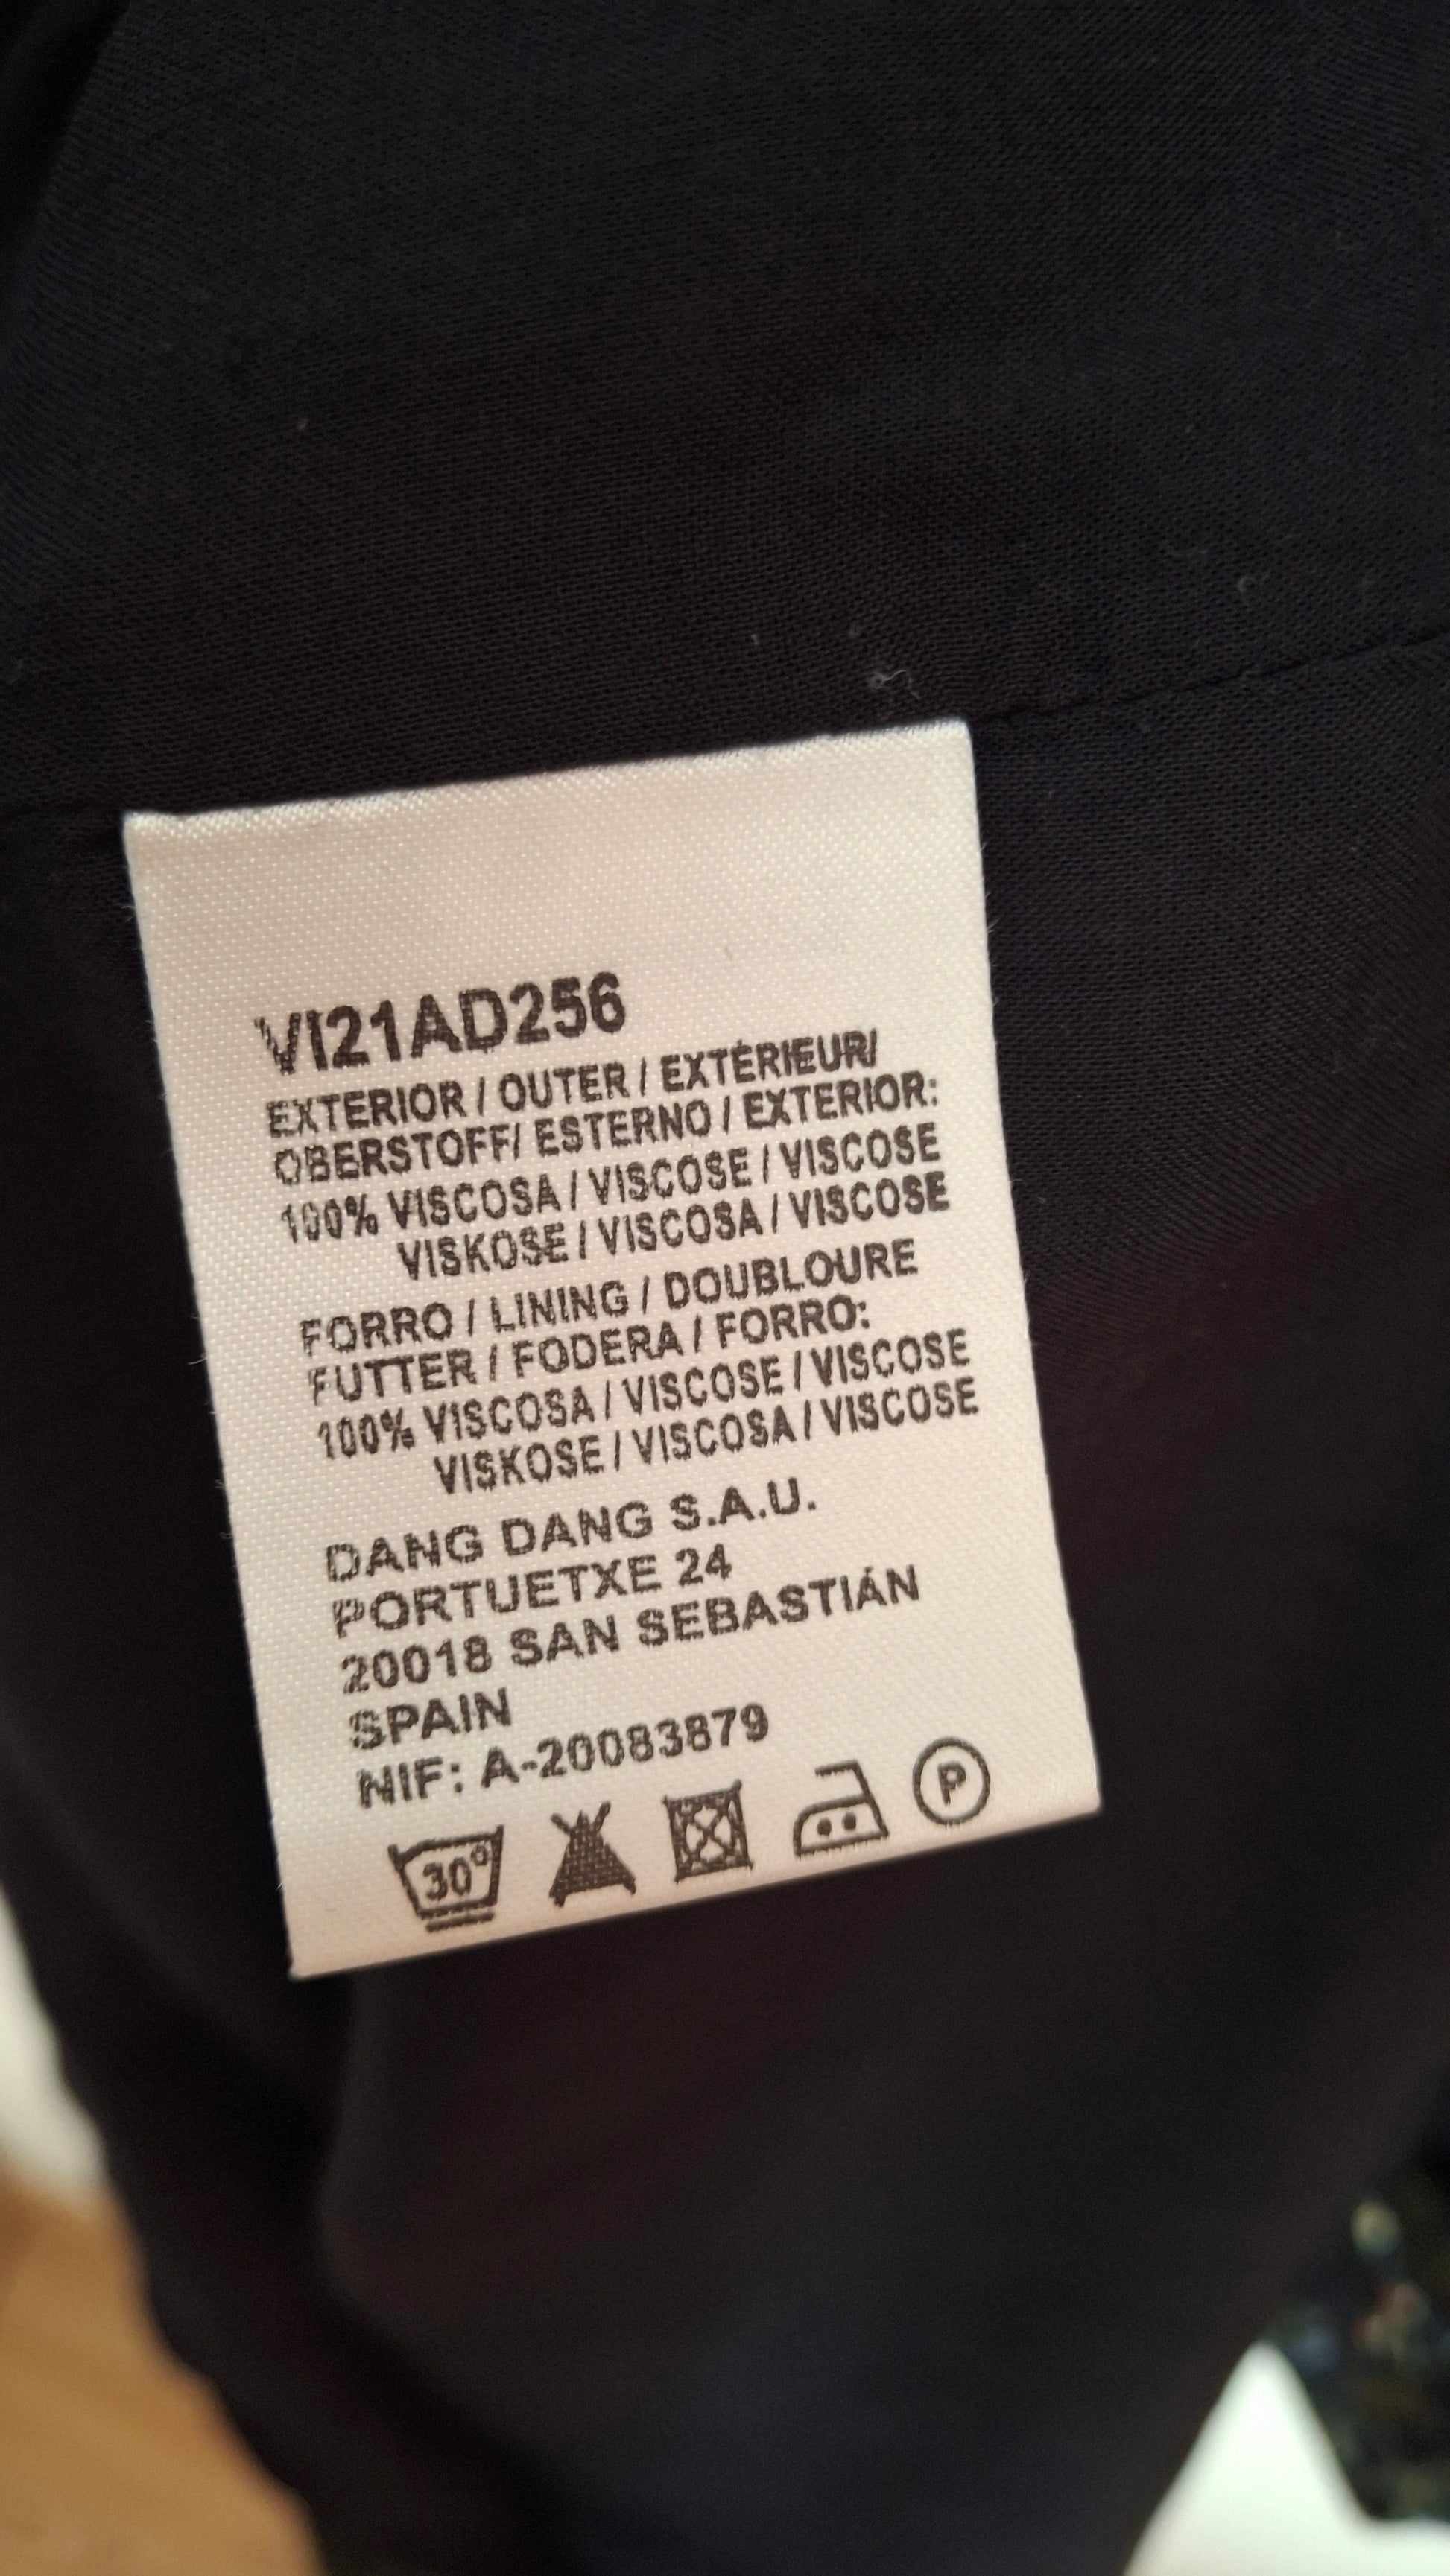 VI21AD256
EXTERIOR / OUTER / EXTÉRIEUR/
OBERSTOFF/ ESTERNO / EXTERIOR:
100% VISCOSA / VISCOSE / VISCOSE
VISKOSE / VISCOSA / VISCOSE
FORRO / LINING / DOUBLOURE
FUTTER / FODERA / FORRO:
100% VISCOSA / VISCOSE / VISCOSE
VISKOSE / VISCOSA / VISCOSE
DANG DANG S.A.U.
PORTUETXE 24
20018 SAN SEBASTIÁN
SPAIN
NIF: A-20083879
30° P